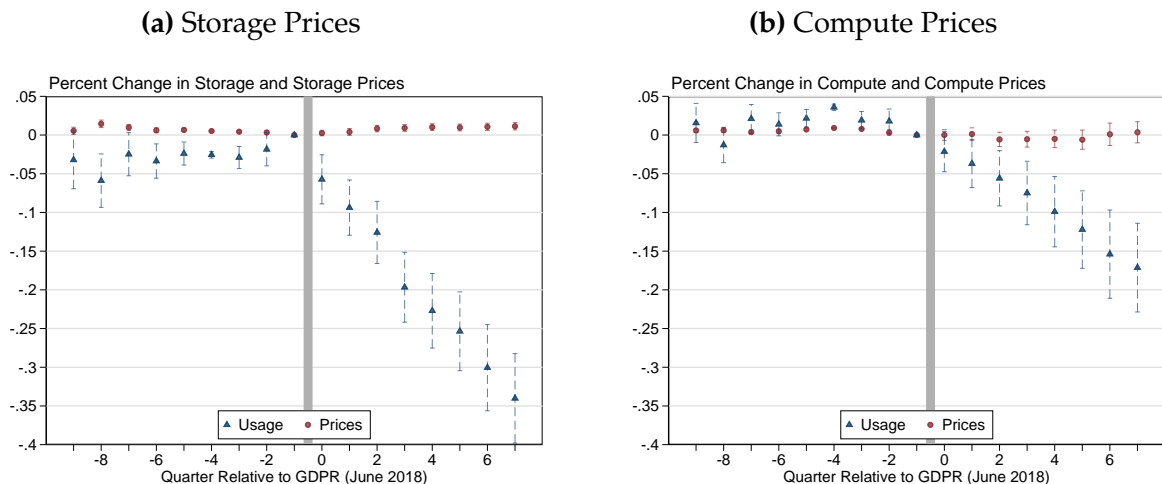 (a) Storage Prices
Percent Change in Storage and Storage Prices
.05
0
-.05
-.1
-.15
-.2
-.25
-.3
-.35
-.4
Usage Prices
-8 -6 -4 -2 0 2 4 6
Quarter Relative to GDPR (June 2018)
(b) Compute Prices
Percent Change in Compute and Compute Prices
.05
0
-.05
-.1
-.15
-.2
-.25
-.3
-.35
-.4
Usage Prices
-8 -6 -4 -2 0 2 4 6
Quarter Relative to GDPR (June 2018)